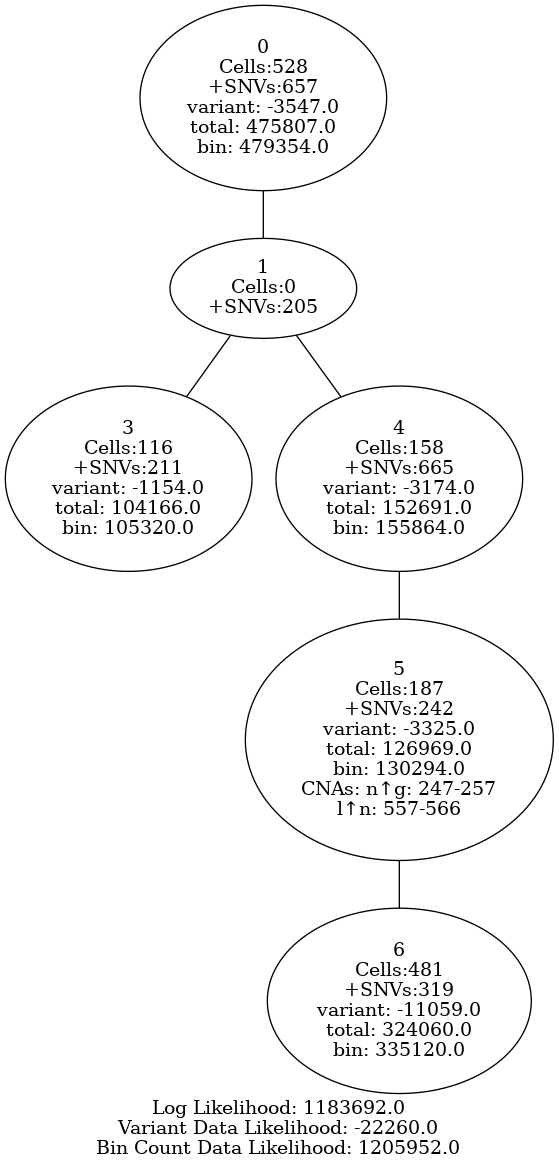 0
Cells:528
+SNVs:657
variant: -3547.0
total: 475807.0
bin: 479354.0
1
Cells:0
+SNVs:205
3
Cells:116
+SNVs:211
variant: -1154.0
total: 104166.0
bin: 105320.0
4
Cells:158
+SNVs:665
variant: -3174.0
total: 152691.0
bin: 155864.0
5
Cells:187
+SNVs:242
variant: -3325.0
total: 126969.0
bin: 130294.0
CNAs: n↑g: 247-257
l↑n: 557-566
6
Cells:481
+SNVs:319
variant: -11059.0
total: 324060.0
bin: 335120.0
Log Likelihood: 1183692.0
Variant Data Likelihood: -22260.0
Bin Count Data Likelihood: 1205952.0